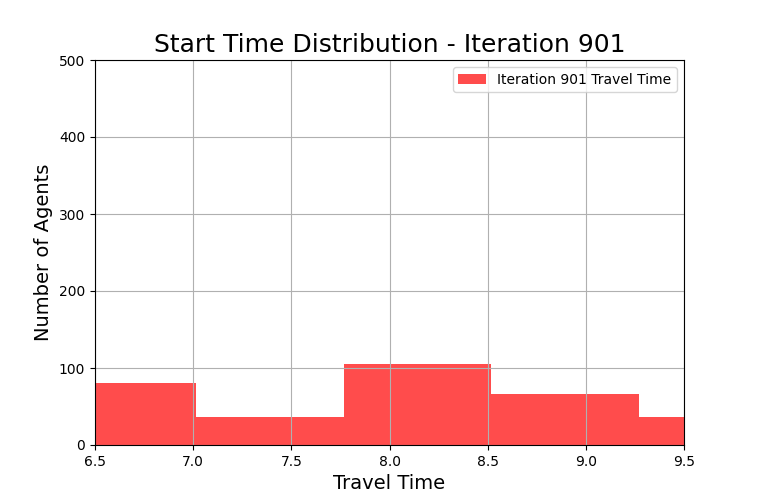 Start Time Distribution - Iteration 901
Iteration 901 Travel Time
Number of Agents
500
400
300
200
100
0
6.5 7.0 7.5 8.0 8.5 9.0 9.5
Travel Time